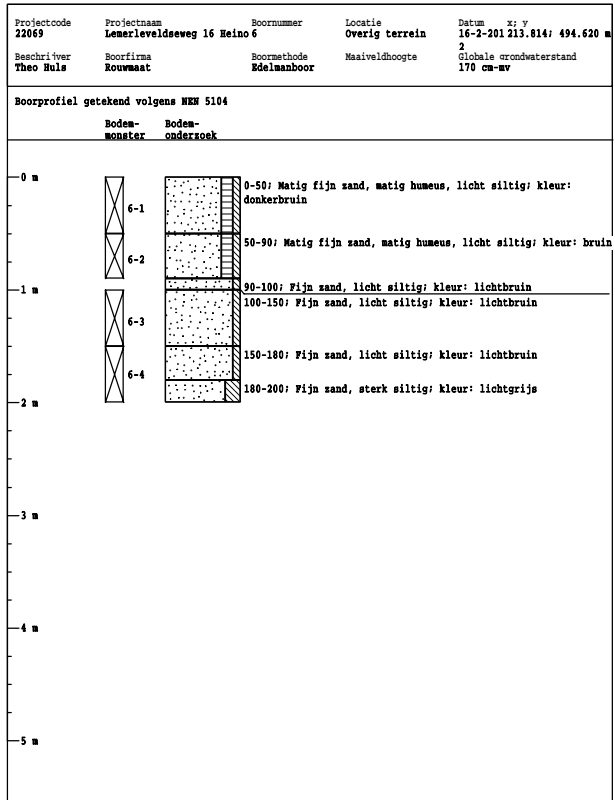 Projectcode Projectnaam Boornummer Locatie Datum x; y
22069 Lemerleveldseweg 16 Heino 6 Overig terrein 16-2-201 213.814; 494.620 m
2
Beschrijver Boorfirma Boormethode Maaiveldhoogte Globale grondwaterstand
Theo Huls Rouwmaat Edelmanboor 170 cm-mv
Boorprofiel getekend volgens NEN 5104
Bodem- Bodem-
monster onderzoek
0 m
0-50; Matig fijn zand, matig humeus, licht siltig; kleur:
donkerbruin
6-1
50-90; Matig fijn zand, matig humeus, licht siltig; kleur: bruin
6-2
90-100; Fijn zand, licht siltig; kleur: lichtbruin
1 m
100-150; Fijn zand, licht siltig; kleur: lichtbruin
6-3
150-180; Fijn zand, licht siltig; kleur: lichtbruin
6-4
180-200; Fijn zand, sterk siltig; kleur: lichtgrijs
2 m
3 m
4 m
5 m